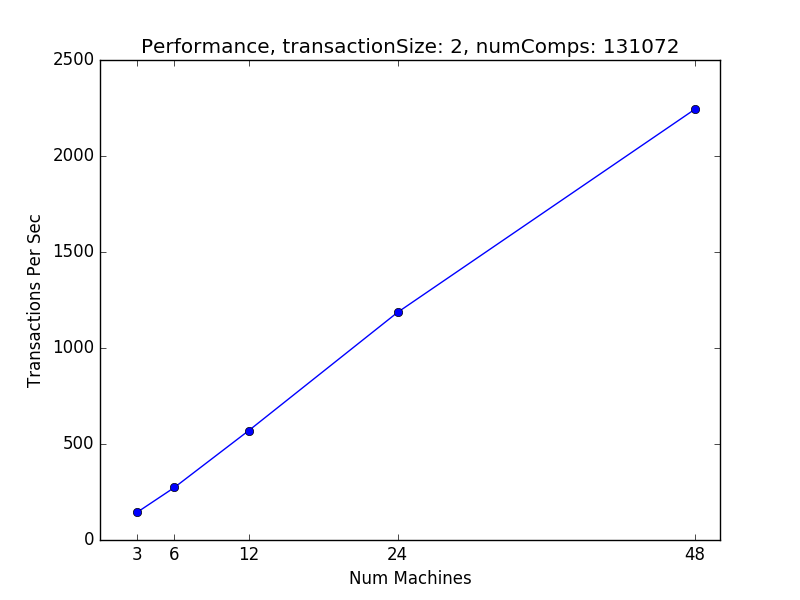 Performance, transactionSize: 2, numComps: 131072
2500
2000
1500
1000
500
0
Transactions Per Sec
3 6 12 24 48
Num Machines